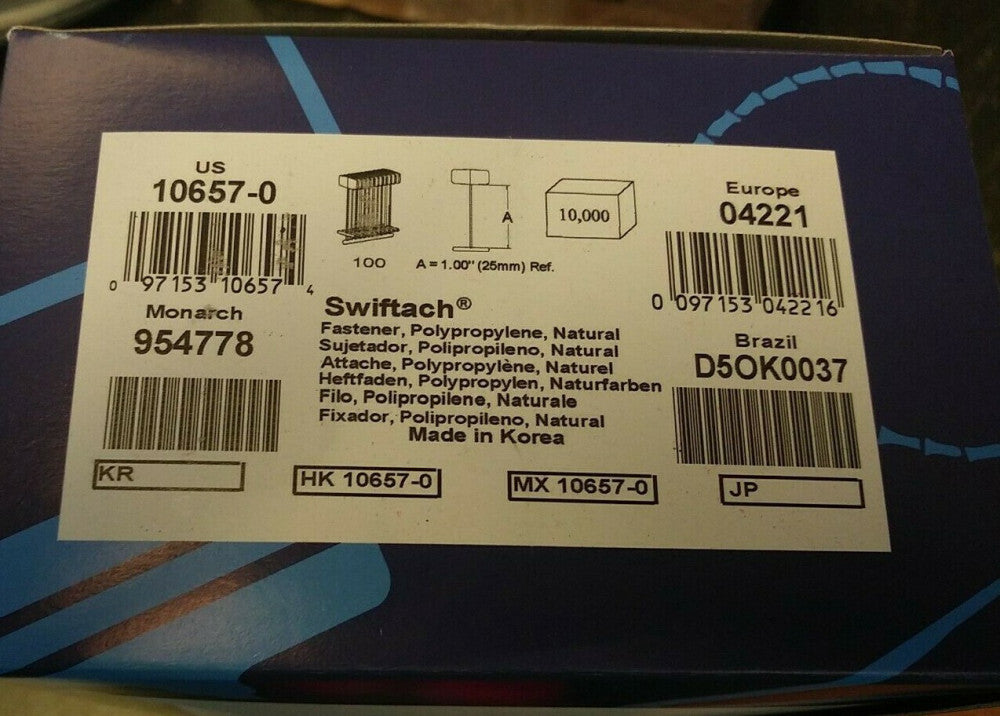 US
10657-0
0 97153 10657 4
Monarch
954778
100
A
A = 1.00" (25mm) Ref.
10,000
Europe
04221
0 097153 042216
Brazil
D5OK0037
Swiftach®
Fastener, Polypropylene, Natural
Sujetador, Polipropileno, Natural
Attache, Polypropylène, Naturel
Heftfaden, Polypropylen, Naturfarben
Filo, Polipropilene, Naturale
Fixador, Polipropileno, Natural
Made in Korea
KR
HK 10657-0
MX 10657-0
JP